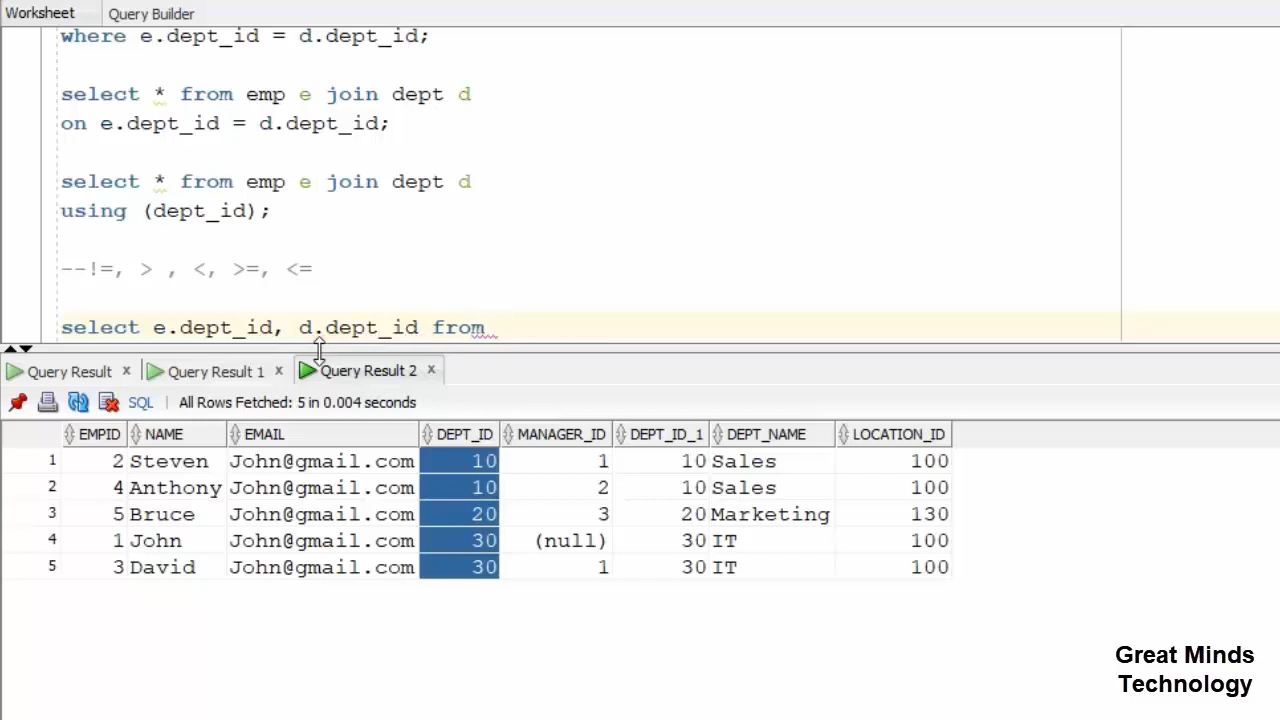 Worksheet Query Builder
where e.dept_id = d.dept_id;
select * from emp e join dept d
on e.dept_id = d.dept_id;
select * from emp e join dept d
using (dept_id);
--!=, > , <, >=, <=
select e.dept_id, d.dept_id from
Query Result x Query Result 1 x Query Result 2 x
SQL | All Rows Fetched: 5 in 0.004 seconds
EMPID NAME EMAIL DEPT_ID MANAGER_ID DEPT_ID_1 DEPT_NAME LOCATION_ID
1 2 Steven John@gmail.com 10 1 10 Sales 100
2 4 Anthony John@gmail.com 10 2 10 Sales 100
3 5 Bruce John@gmail.com 20 3 20 Marketing 130
4 1 John John@gmail.com 30 (null) 30 IT 100
5 3 David John@gmail.com 30 1 30 IT 100
Great Minds
Technology